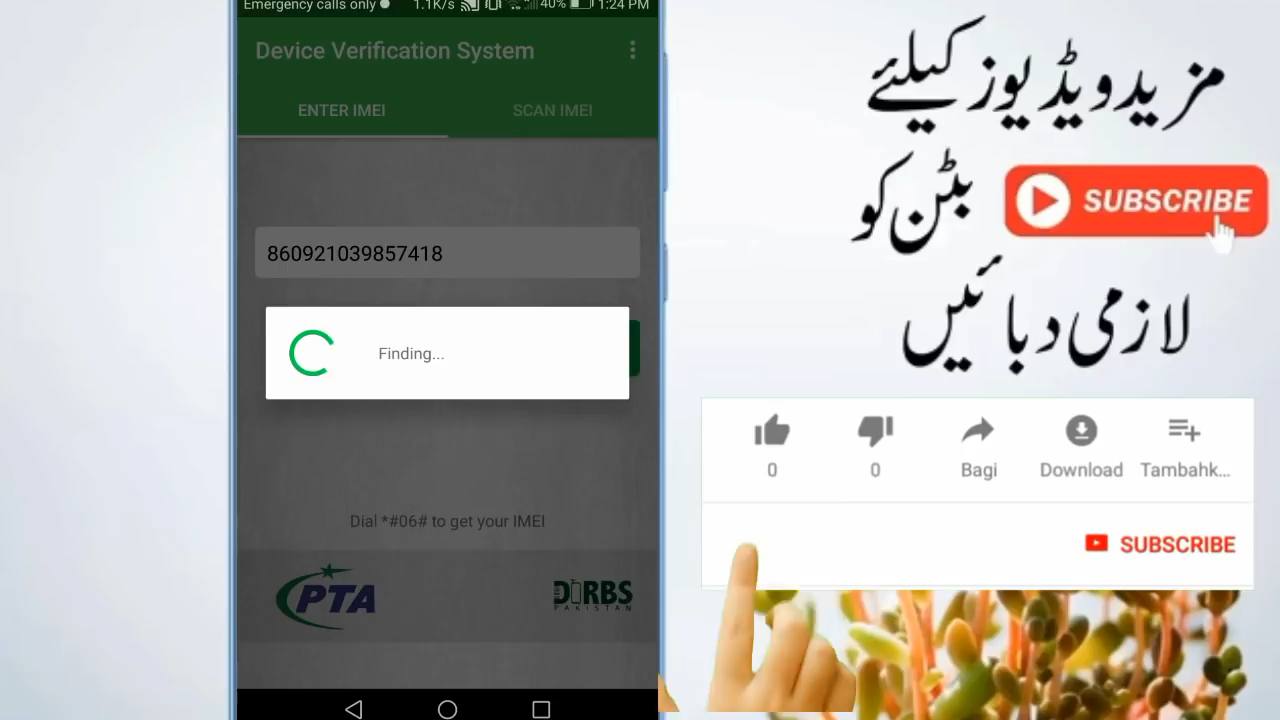 Emergency calls only 1.1K/s 40% 1:24 PM
Device Verification System
ENTER IMEI SCAN IMEI
860921039857418
Finding...
Dial *#06# to get your IMEI
PTA DIRBS
PAKISTAN
مزید ویڈیوز کیلئے
SUBSCRIBE بٹن کو
لازمی دبائیں
0 0 Bagi Download Tambahk...
SUBSCRIBE